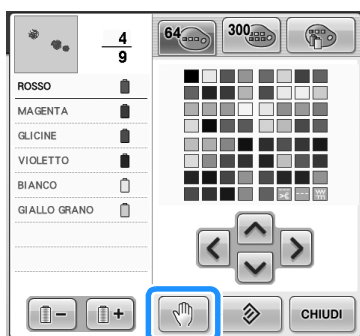 4
9
64
300
ROSSO
MAGENTA
GLICINE
VIOLETTO
BIANCO
GIALLO GRANO
CHIUDI